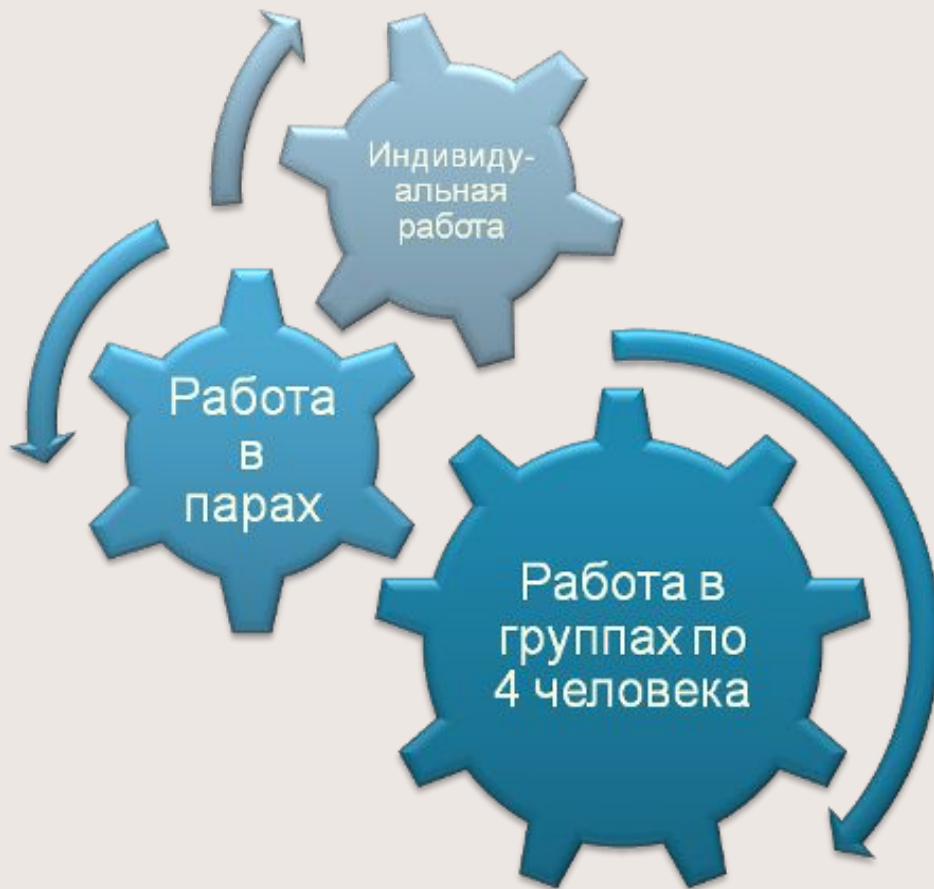 Индивиду-
альная
работа
Работа
в
парах
Работа в
группах по
4 человека